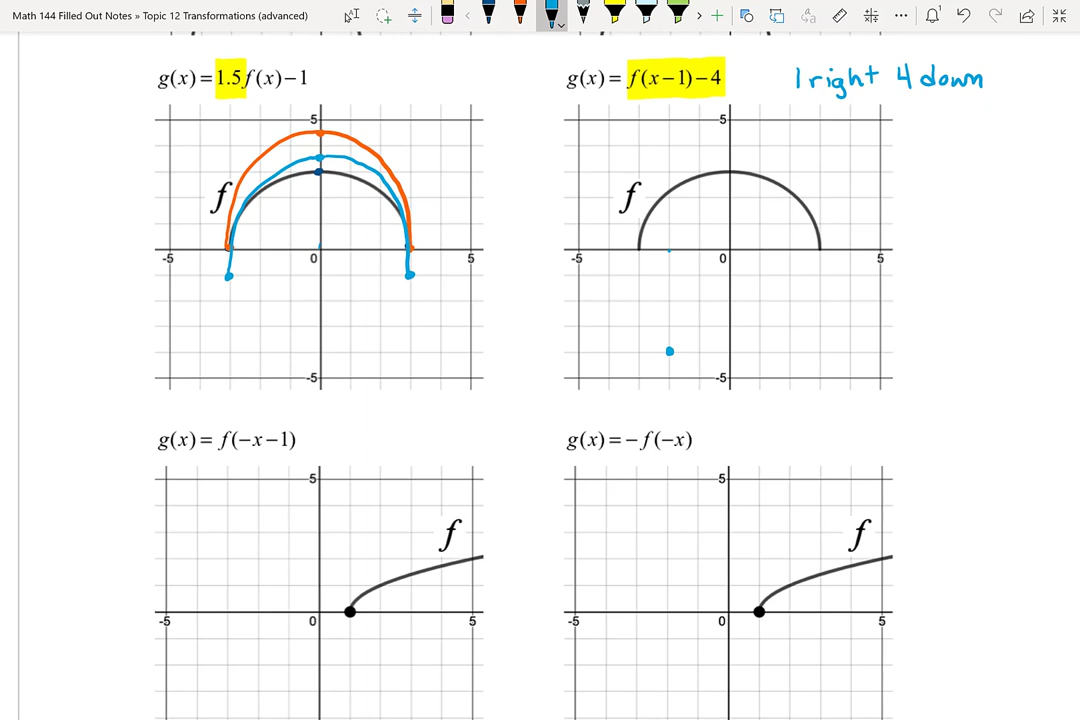 Math 144 Filled Out Notes » Topic 12 Transformations (advanced)
g(x)=1.5f(x)−1
5
f
-5
0
5
-5
g(x)= f(x−1)−4
1 right 4 down
5
f
-5
0
5
-5
g(x)= f(−x−1)
5
f
-5
0
5
g(x)=−f(−x)
5
f
-5
0
5